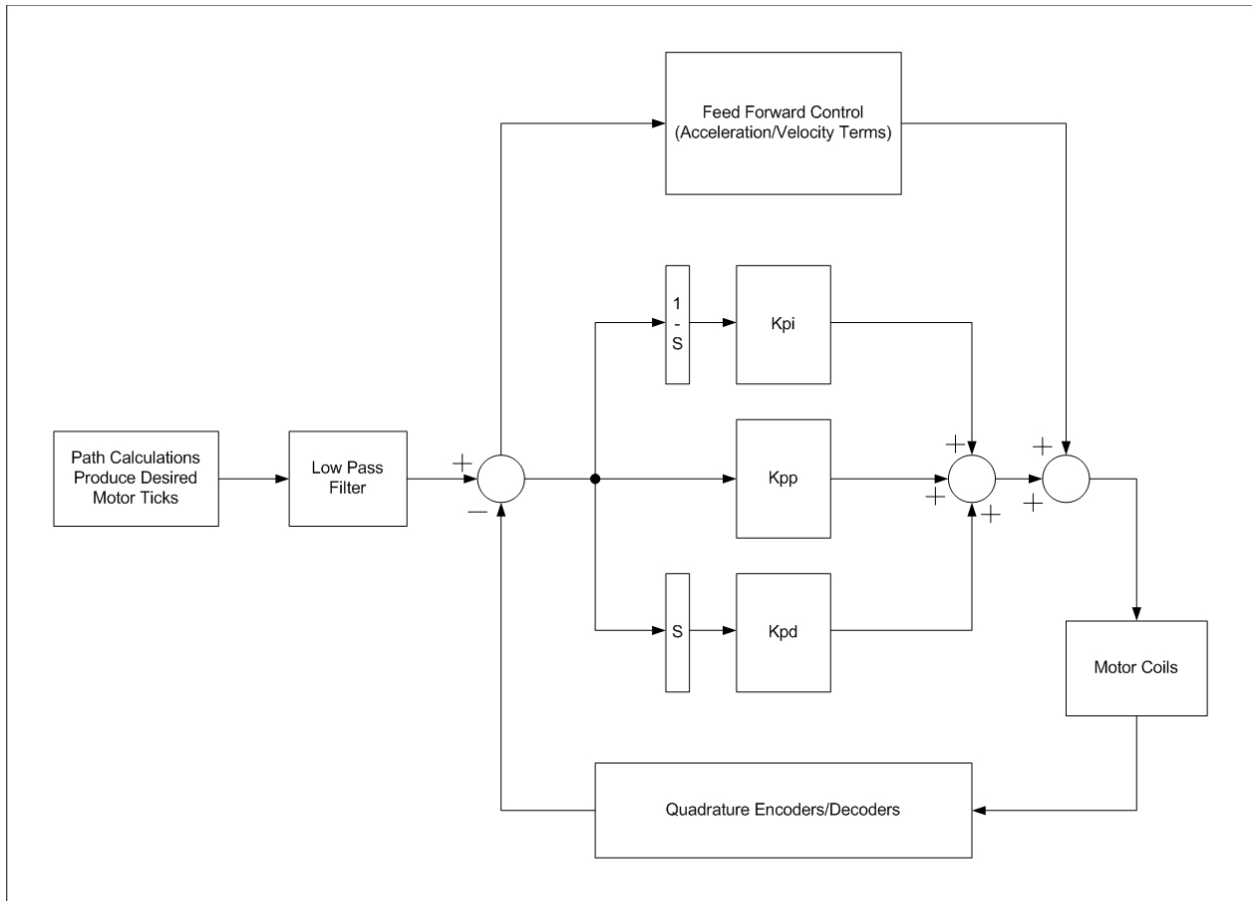 Feed Forward Control
(Acceleration/Velocity Terms)
1
-
S
Kpi
Path Calculations
Produce Desired
Motor Ticks
Low Pass
Filter
+
−
Kpp
+
+
+
+
+
S
Kpd
Motor Coils
Quadrature Encoders/Decoders